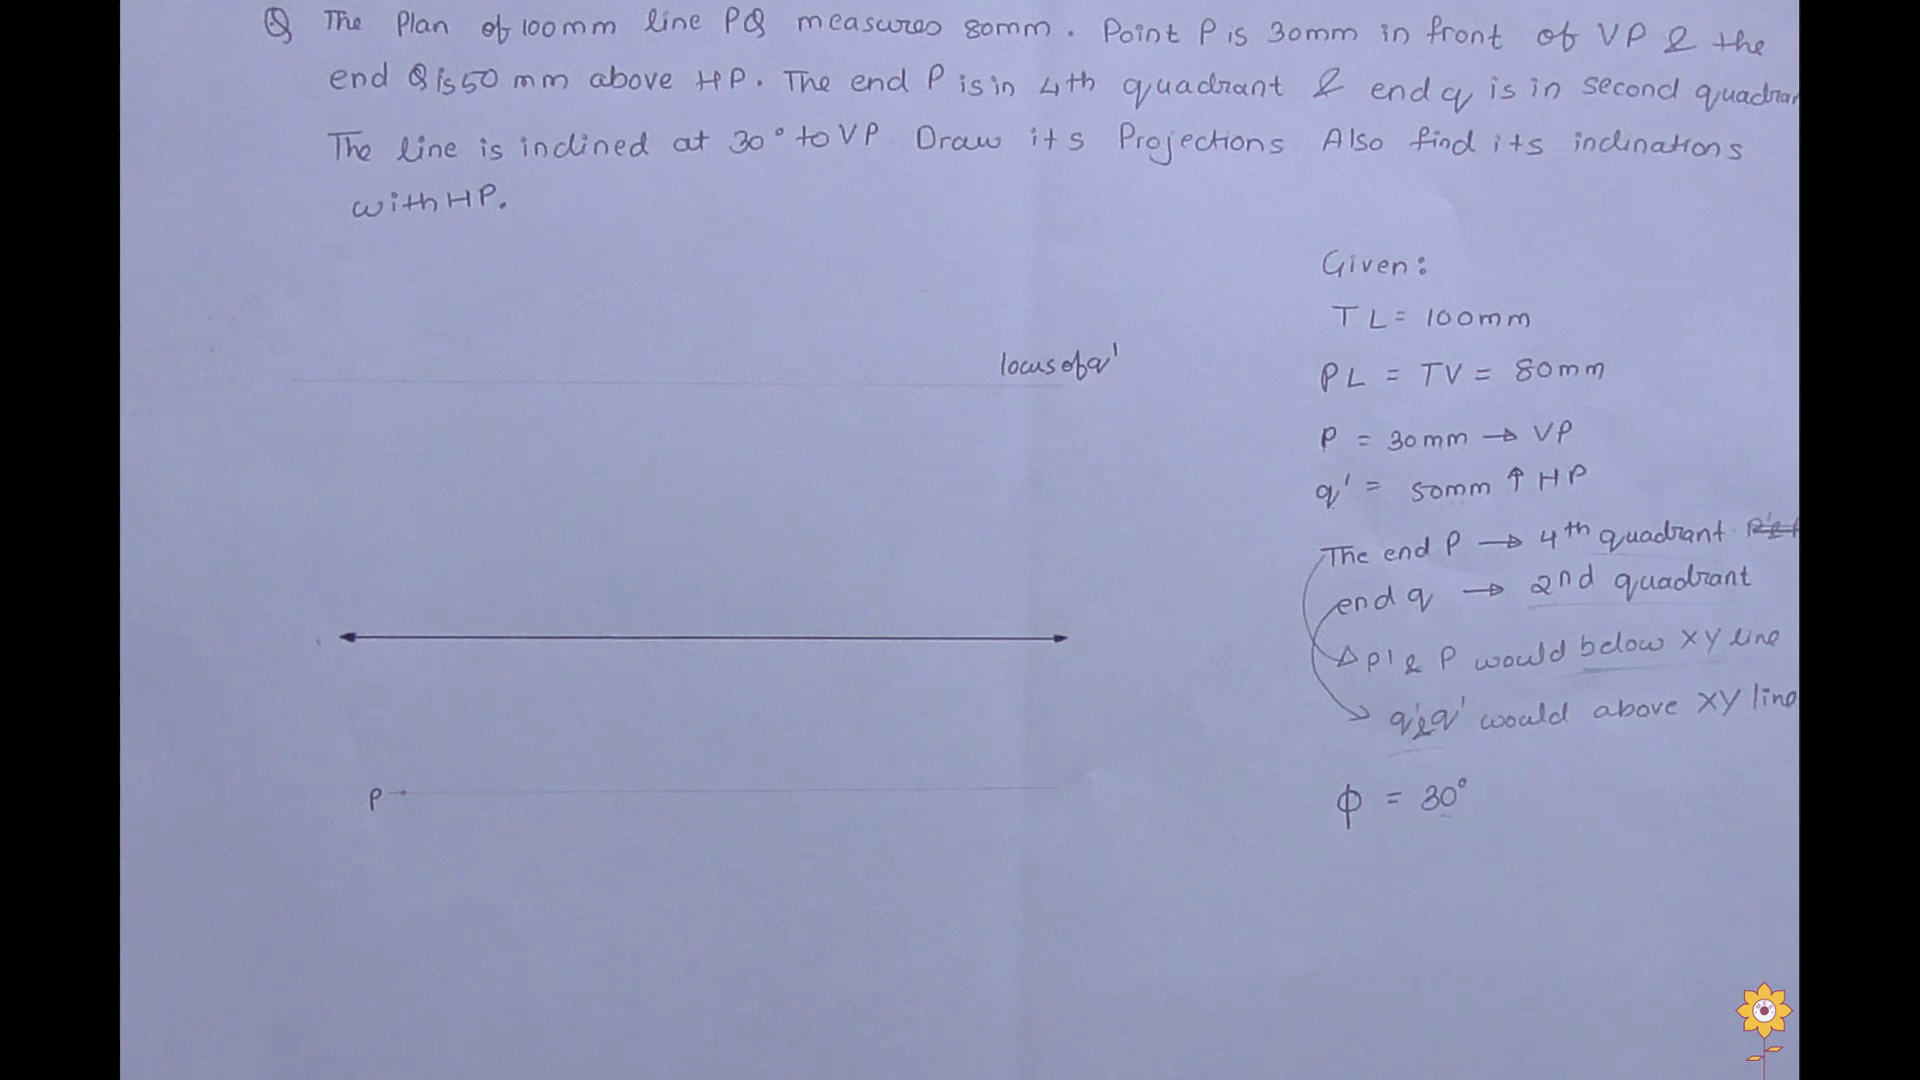 Q The Plan of 100mm line PQ measures 80mm. Point P is 30mm in front of VP & the
end Q is 50 mm above HP. The end P is in 4th quadrant & end q is in second
The line is inclined at 30° to VP Draw its Projections Also find its inclinations
with HP.
Given:
TL = 100mm
locus of q'
PL = TV = 80mm
P = 30mm → VP
q' = 50mm ↑ HP
The end P → 4th quadrant
end q → 2nd quadrant
P' & P would below XY line
q & q' would above XY line
P
ϕ = 30°